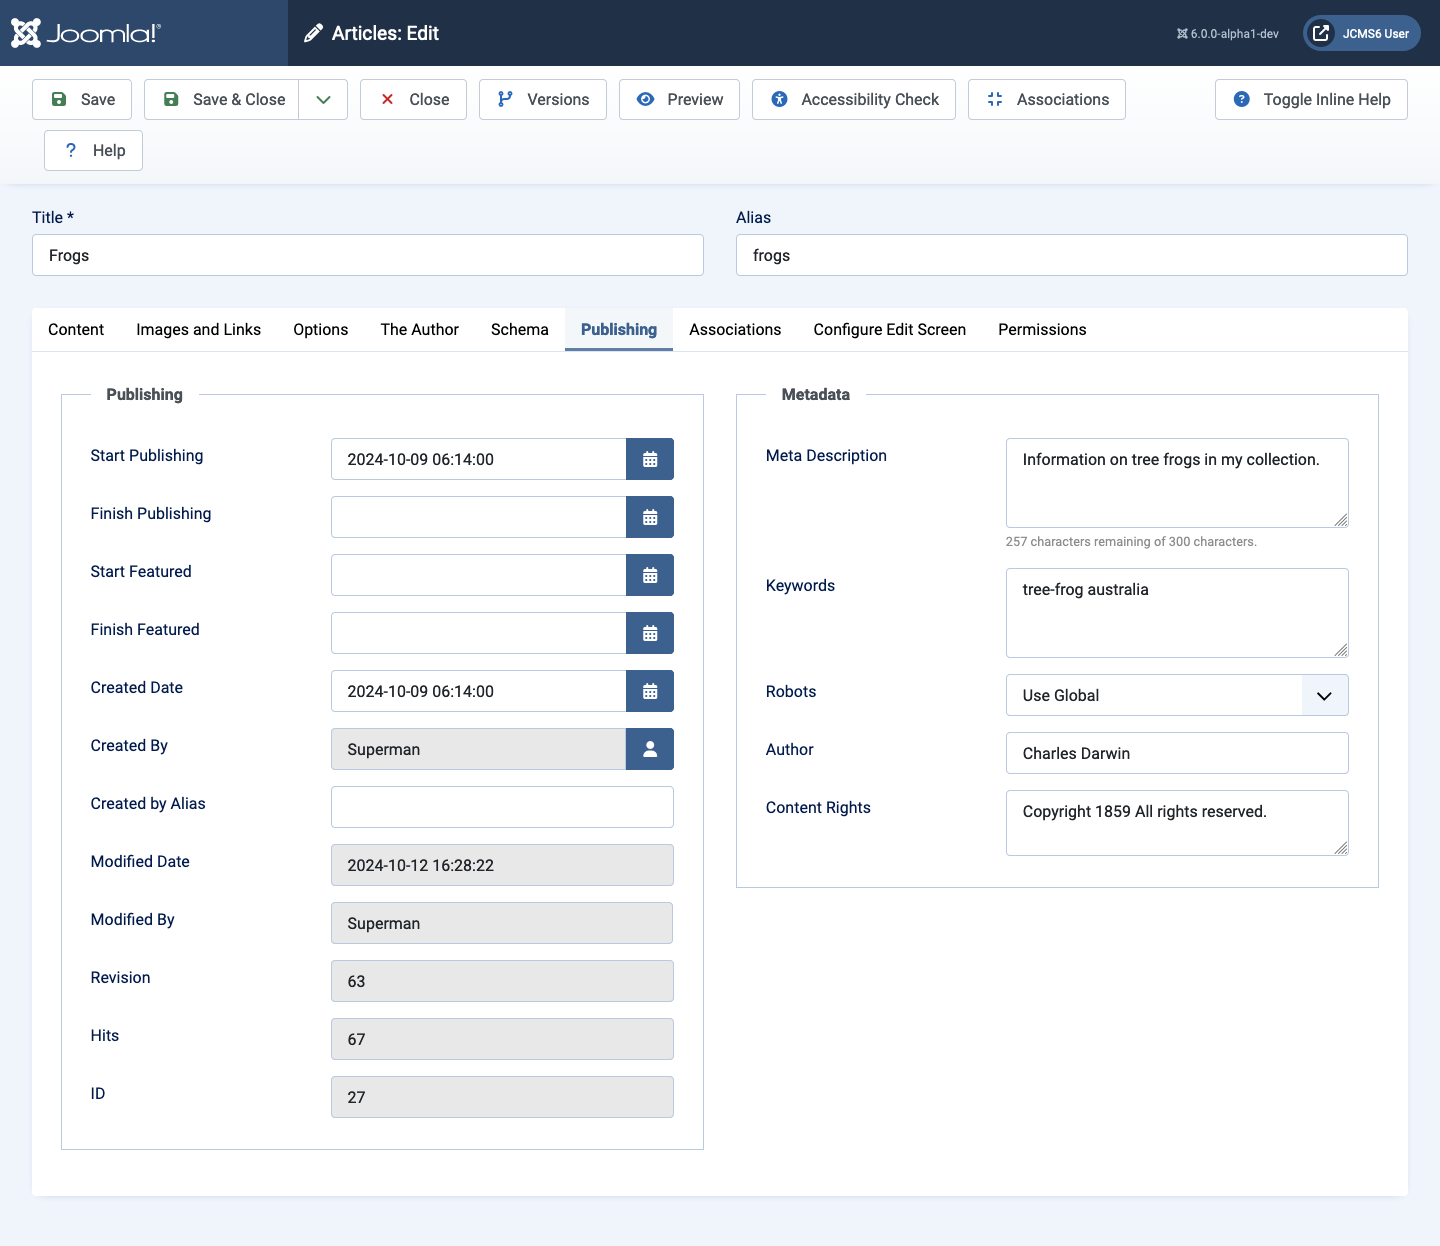 Joomla!®
Articles: Edit
6.0.0-alpha1-dev
JCMS6 User
Save
Save & Close
Close
Versions
Preview
Accessibility Check
Associations
Toggle Inline Help
? Help
Title *
Alias
Frogs
frogs
Content
Images and Links
Options
The Author
Schema
Publishing
Associations
Configure Edit Screen
Permissions
Publishing
Start Publishing
2024-10-09 06:14:00
Finish Publishing
Start Featured
Finish Featured
Created Date
2024-10-09 06:14:00
Created By
Superman
Created by Alias
Modified Date
2024-10-12 16:28:22
Modified By
Superman
Revision
63
Hits
67
ID
27
Metadata
Meta Description
Information on tree frogs in my collection.
257 characters remaining of 300 characters.
Keywords
tree-frog australia
Robots
Use Global
Author
Charles Darwin
Content Rights
Copyright 1859 All rights reserved.